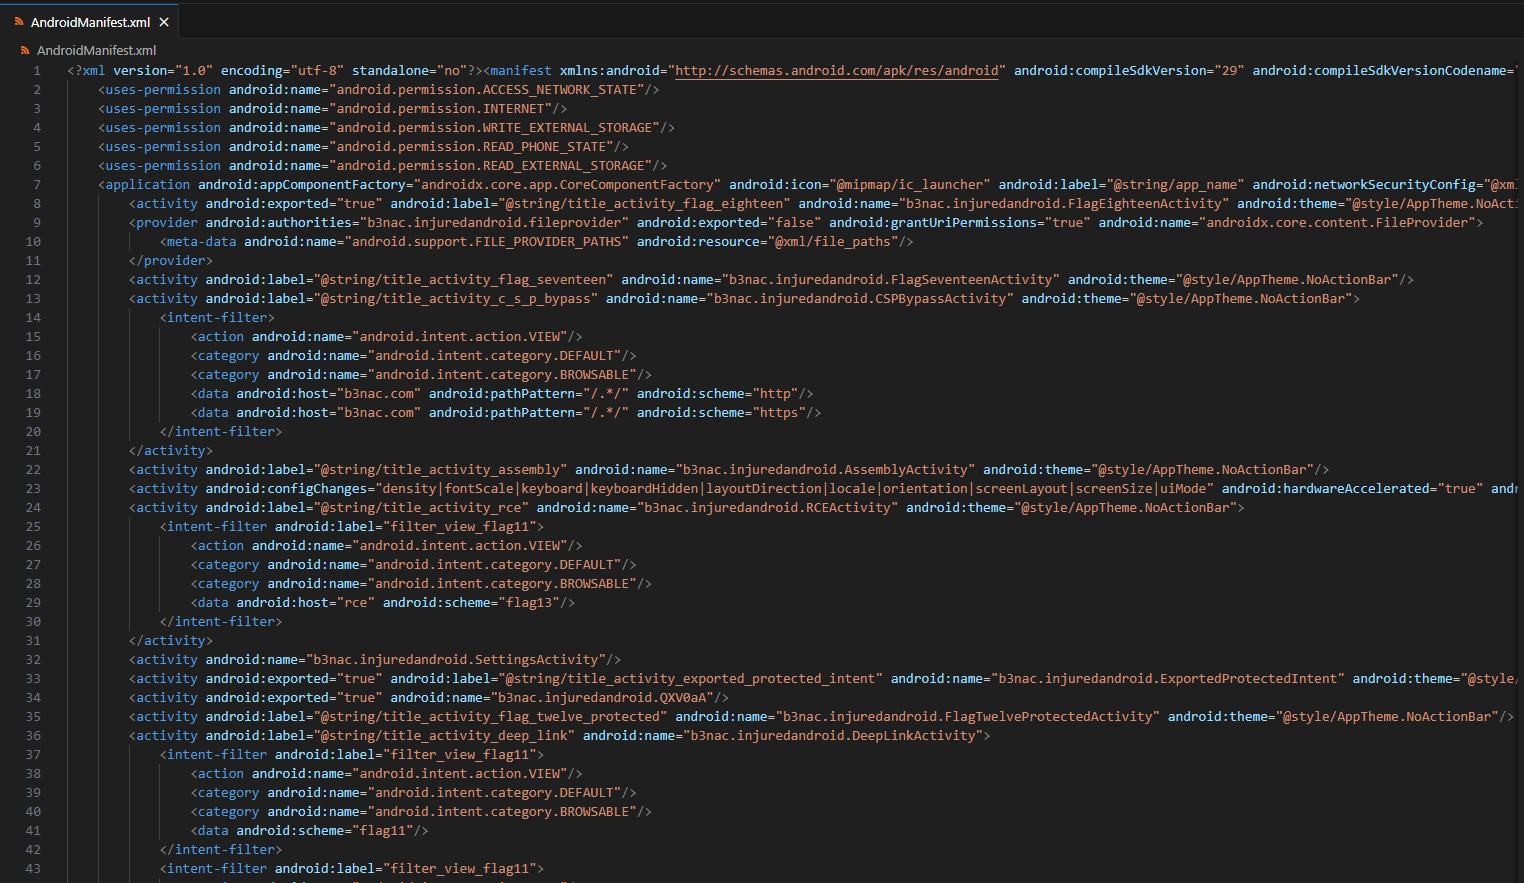 AndroidManifest.xml
AndroidManifest.xml
1 <?xml version="1.0" encoding="utf-8" standalone="no"?><manifest xmlns:android="http://schemas.android.com/apk/res/android" android:compileSdkVersion="29" android:compileSdkVersionCodename="
2 <uses-permission android:name="android.permission.ACCESS_NETWORK_STATE"/>
3 <uses-permission android:name="android.permission.INTERNET"/>
4 <uses-permission android:name="android.permission.WRITE_EXTERNAL_STORAGE"/>
5 <uses-permission android:name="android.permission.READ_PHONE_STATE"/>
6 <uses-permission android:name="android.permission.READ_EXTERNAL_STORAGE"/>
7 <application android:appComponentFactory="androidx.core.app.CoreComponentFactory" android:icon="@mipmap/ic_launcher" android:label="@string/app_name" android:networkSecurityConfig="@xml
8 <activity android:exported="true" android:label="@string/title_activity_flag_eighteen" android:name="b3nac.injuredandroid.FlagEighteenActivity" android:theme="@style/AppTheme.NoActi
9 <provider android:authorities="b3nac.injuredandroid.fileprovider" android:exported="false" android:grantUriPermissions="true" android:name="androidx.core.content.FileProvider">
10 <meta-data android:name="android.support.FILE_PROVIDER_PATHS" android:resource="@xml/file_paths"/>
11 </provider>
12 <activity android:label="@string/title_activity_flag_seventeen" android:name="b3nac.injuredandroid.FlagSeventeenActivity" android:theme="@style/AppTheme.NoActionBar"/>
13 <activity android:label="@string/title_activity_c_s_p_bypass" android:name="b3nac.injuredandroid.CSPBypassActivity" android:theme="@style/AppTheme.NoActionBar">
14 <intent-filter>
15 <action android:name="android.intent.action.VIEW"/>
16 <category android:name="android.intent.category.DEFAULT"/>
17 <category android:name="android.intent.category.BROWSABLE"/>
18 <data android:host="b3nac.com" android:pathPattern="/.*/" android:scheme="http"/>
19 <data android:host="b3nac.com" android:pathPattern="/.*/" android:scheme="https"/>
20 </intent-filter>
21 </activity>
22 <activity android:label="@string/title_activity_assembly" android:name="b3nac.injuredandroid.AssemblyActivity" android:theme="@style/AppTheme.NoActionBar"/>
23 <activity android:configChanges="density|fontScale|keyboard|keyboardHidden|layoutDirection|locale|orientation|screenLayout|screenSize|uiMode" android:hardwareAccelerated="true" andr
24 <activity android:label="@string/title_activity_rce" android:name="b3nac.injuredandroid.RCEActivity" android:theme="@style/AppTheme.NoActionBar">
25 <intent-filter android:label="filter_view_flag11">
26 <action android:name="android.intent.action.VIEW"/>
27 <category android:name="android.intent.category.DEFAULT"/>
28 <category android:name="android.intent.category.BROWSABLE"/>
29 <data android:host="rce" android:scheme="flag13"/>
30 </intent-filter>
31 </activity>
32 <activity android:name="b3nac.injuredandroid.SettingsActivity"/>
33 <activity android:exported="true" android:label="@string/title_activity_exported_protected_intent" android:name="b3nac.injuredandroid.ExportedProtectedIntent" android:theme="@style/
34 <activity android:exported="true" android:name="b3nac.injuredandroid.QXV0aA"/>
35 <activity android:label="@string/title_activity_flag_twelve_protected" android:name="b3nac.injuredandroid.FlagTwelveProtectedActivity" android:theme="@style/AppTheme.NoActionBar"/>
36 <activity android:label="@string/title_activity_deep_link" android:name="b3nac.injuredandroid.DeepLinkActivity">
37 <intent-filter android:label="filter_view_flag11">
38 <action android:name="android.intent.action.VIEW"/>
39 <category android:name="android.intent.category.DEFAULT"/>
40 <category android:name="android.intent.category.BROWSABLE"/>
41 <data android:scheme="flag11"/>
42 </intent-filter>
43 <intent-filter android:label="filter_view_flag11">